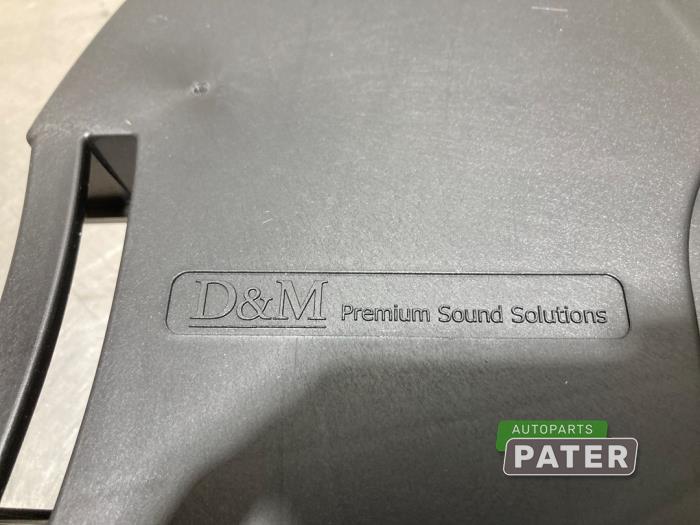 D&M Premium Sound Solutions
AUTOPARTS
PATER